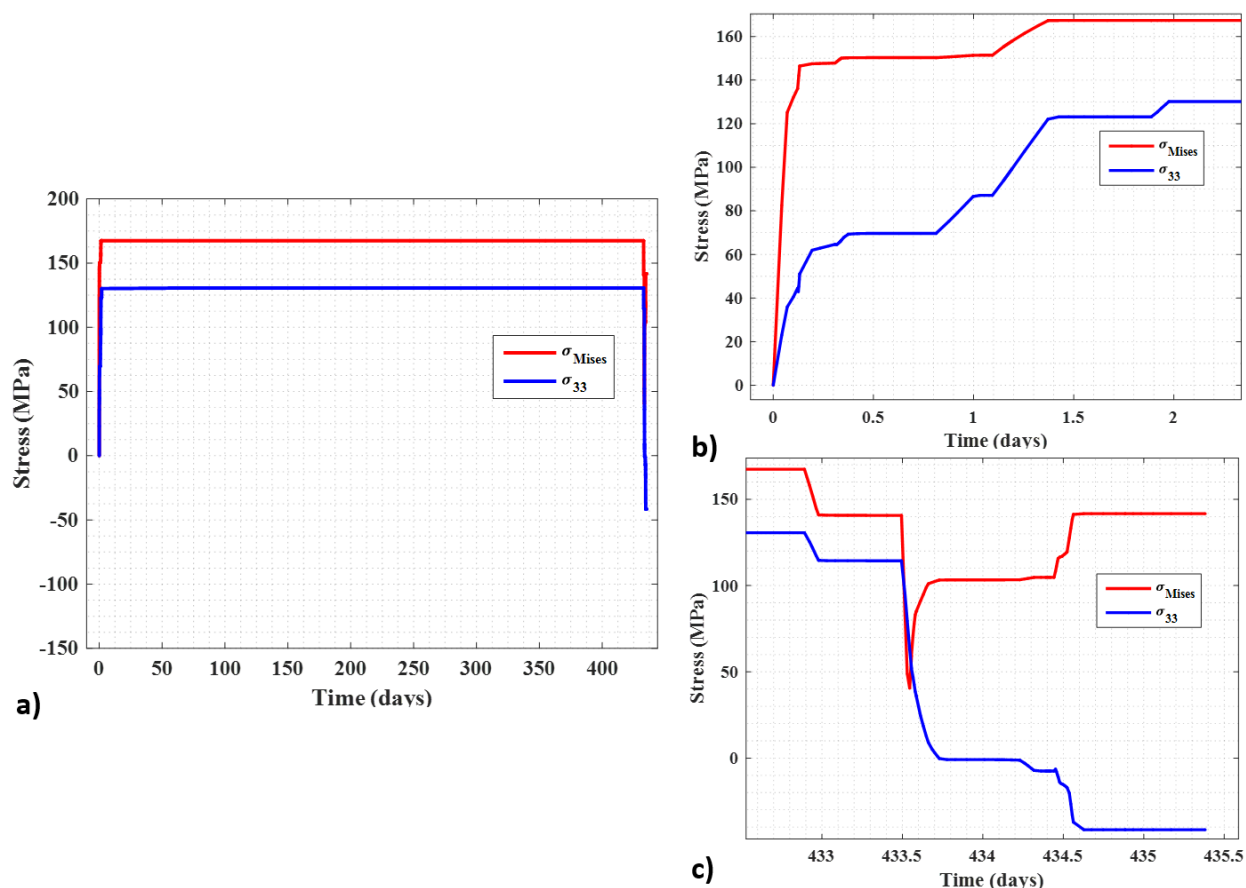 200
150
100
50
0
-50
-100
-150
Stress (MPa)
0
50
100
150
200
250
300
350
400
Time (days)
σMises
σ33
a)
160
140
120
100
80
60
40
20
0
Stress (MPa)
0
0.5
1
1.5
2
Time (days)
σMises
σ33
b)
150
100
50
0
Stress (MPa)
433
433.5
434
434.5
435
435.5
Time (days)
σMises
σ33
c)